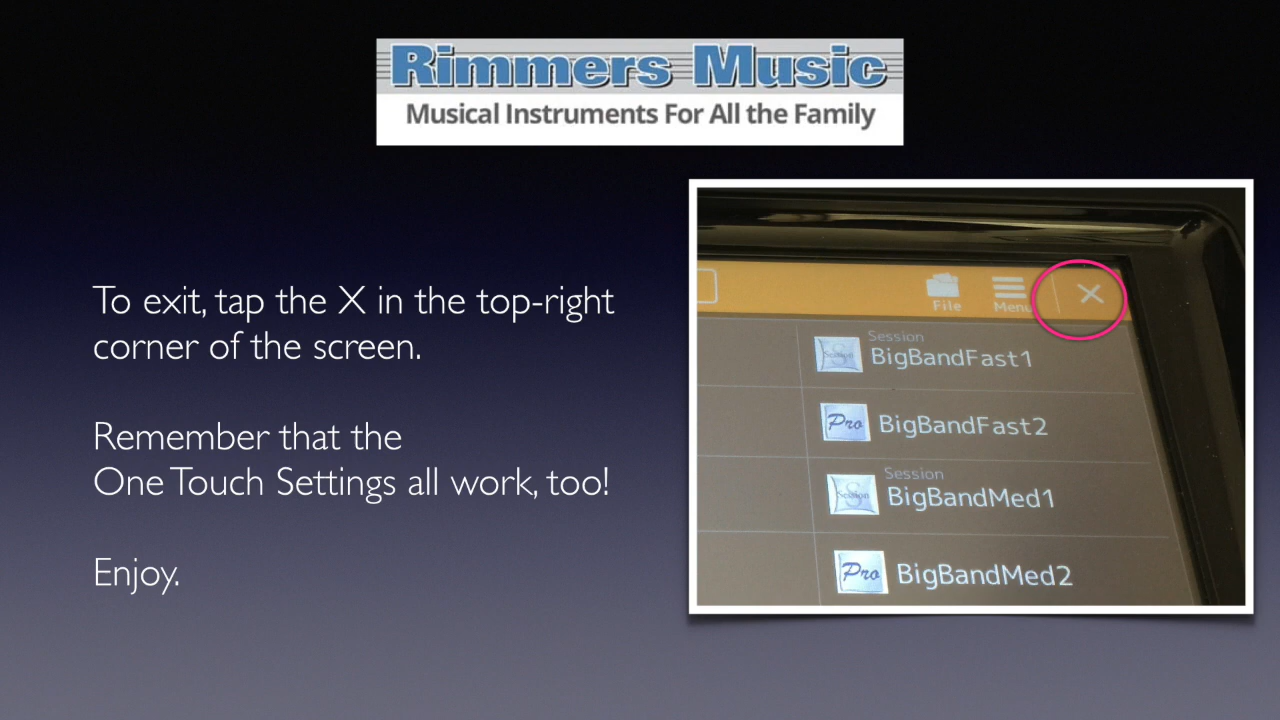 Rimmers Music
Musical Instruments For All the Family
To exit, tap the X in the top-right
corner of the screen.
Remember that the
One Touch Settings all work, too!
Enjoy.
File
Menu
Session
Session
BigBandFast1
Pro
BigBandFast2
Session
Session
BigBandMed1
Pro
BigBandMed2